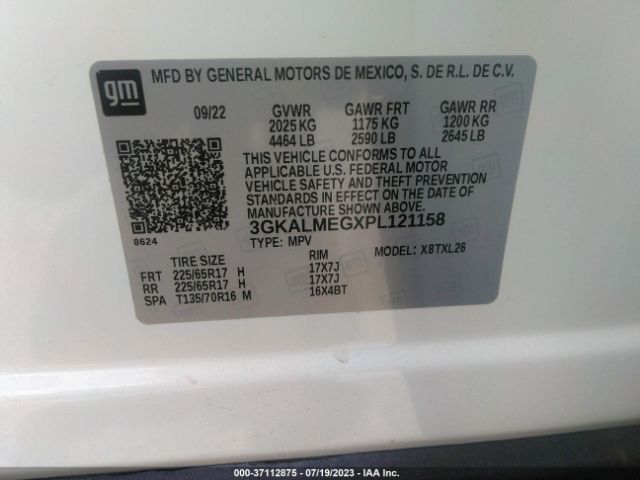 gm
MFD BY GENERAL MOTORS DE MEXICO, S. DE R.L. DE C.V.
09/22 GVWR GAWR FRT GAWR RR
2025 KG 1175 KG 1200 KG
4464 LB 2590 LB 2645 LB
THIS VEHICLE CONFORMS TO ALL
APPLICABLE U.S. FEDERAL MOTOR
VEHICLE SAFETY AND THEFT PREVENTION
STANDARDS IN EFFECT ON THE DATE OF
MANUFACTURE SHOWN ABOVE.
3GKALMEGXPL121158
8624 TYPE: MPV MODEL: X8TXL26
TIRE SIZE RIM
FRT 225/65R17 H 17X7J
RR 225/65R17 H 17X7J
SPA T135/70R16 M 16X4BT
000-37112875 - 07/19/2023 - IAA Inc.